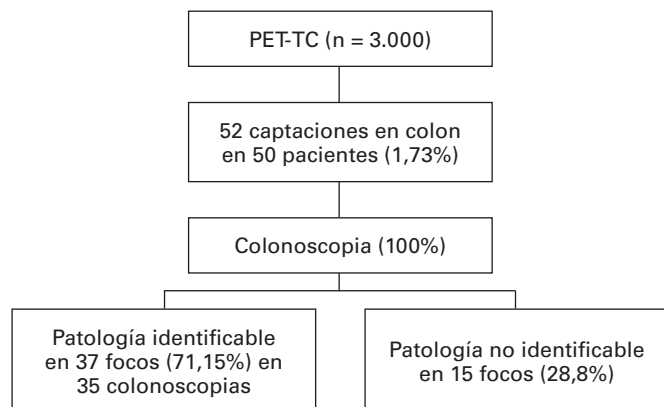 PET-TC (n = 3.000)
52 captaciones en colon
en 50 pacientes (1,73%)
Colonoscopia (100%)
Patología identificable
en 37 focos (71,15%) en
35 colonoscopias
Patología no identificable
en 15 focos (28,8%)